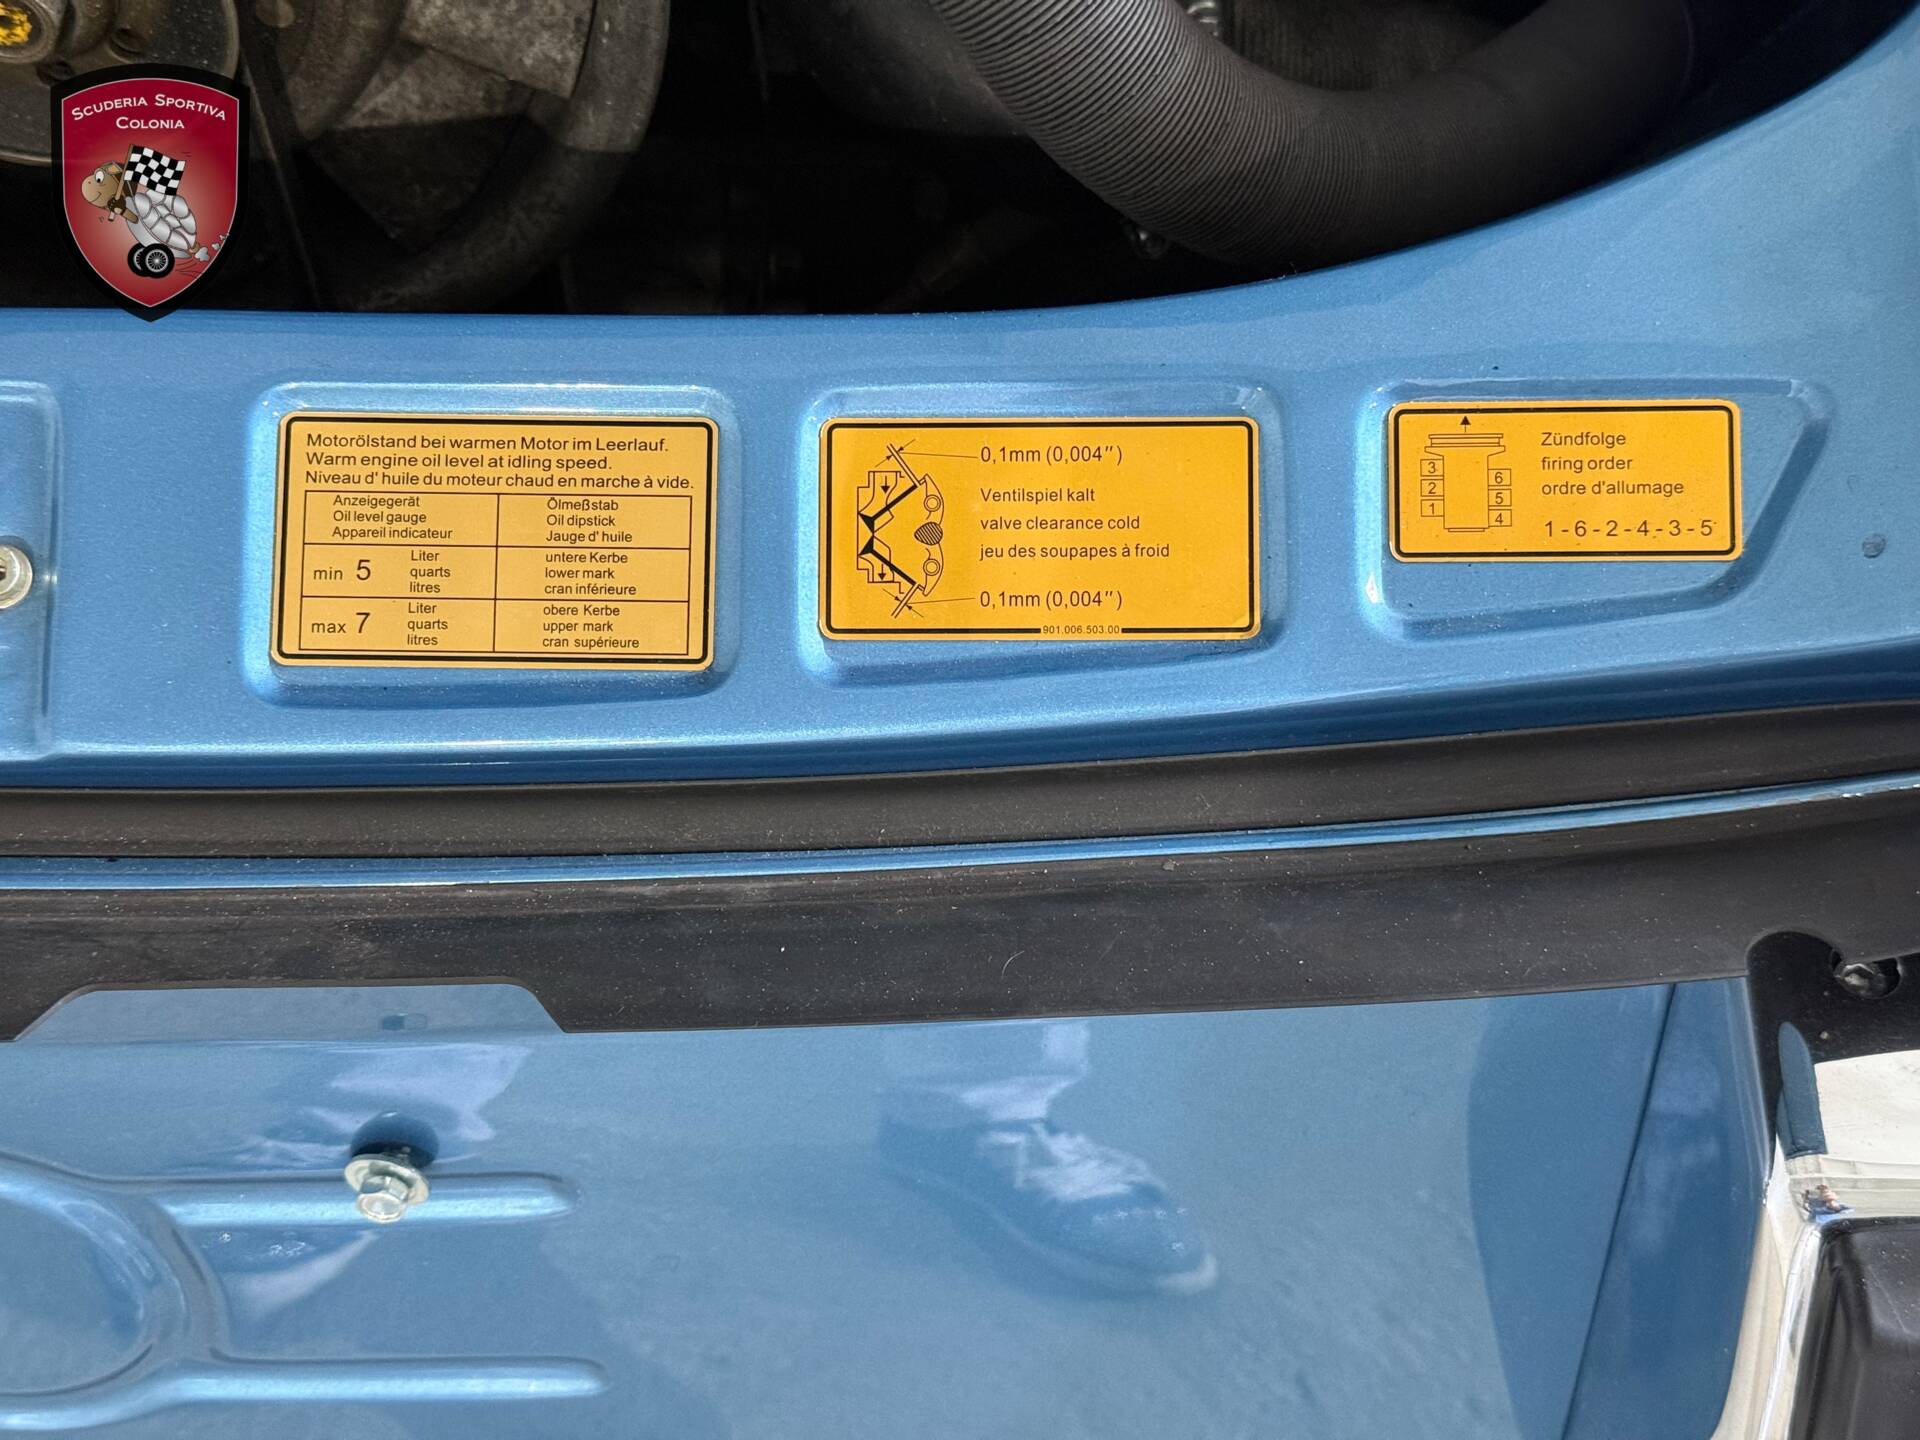 SCUDERIA SPORTIVA
COLONIA
Motorölstand bei warmen Motor im Leerlauf.
Warm engine oil level at idling speed.
Niveau d' huile du moteur chaud en marche à vide.
Anzeigegerät
Oil level gauge
Appareil indicateur
Ölmeßstab
Oil dipstick
Jauge d' huile
min 5
Liter
quarts
litres
untere Kerbe
lower mark
cran inférieure
max 7
Liter
quarts
litres
obere Kerbe
upper mark
cran supérieure
0,1mm (0,004")
Ventilspiel kalt
valve clearance cold
jeu des soupapes à froid
0,1mm (0,004")
901.006.503.00
3
2
1
6
5
4
Zündfolge
firing order
ordre d'allumage
1-6-2-4-3-5